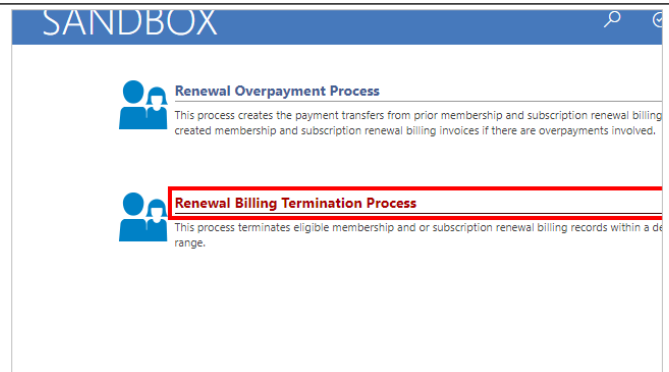 SANDBOX
Renewal Overpayment Process
This process creates the payment transfers from prior membership and subscription renewal billing
created membership and subscription renewal billing invoices if there are overpayments involved.
Renewal Billing Termination Process
This process terminates eligible membership and or subscription renewal billing records within a
range.